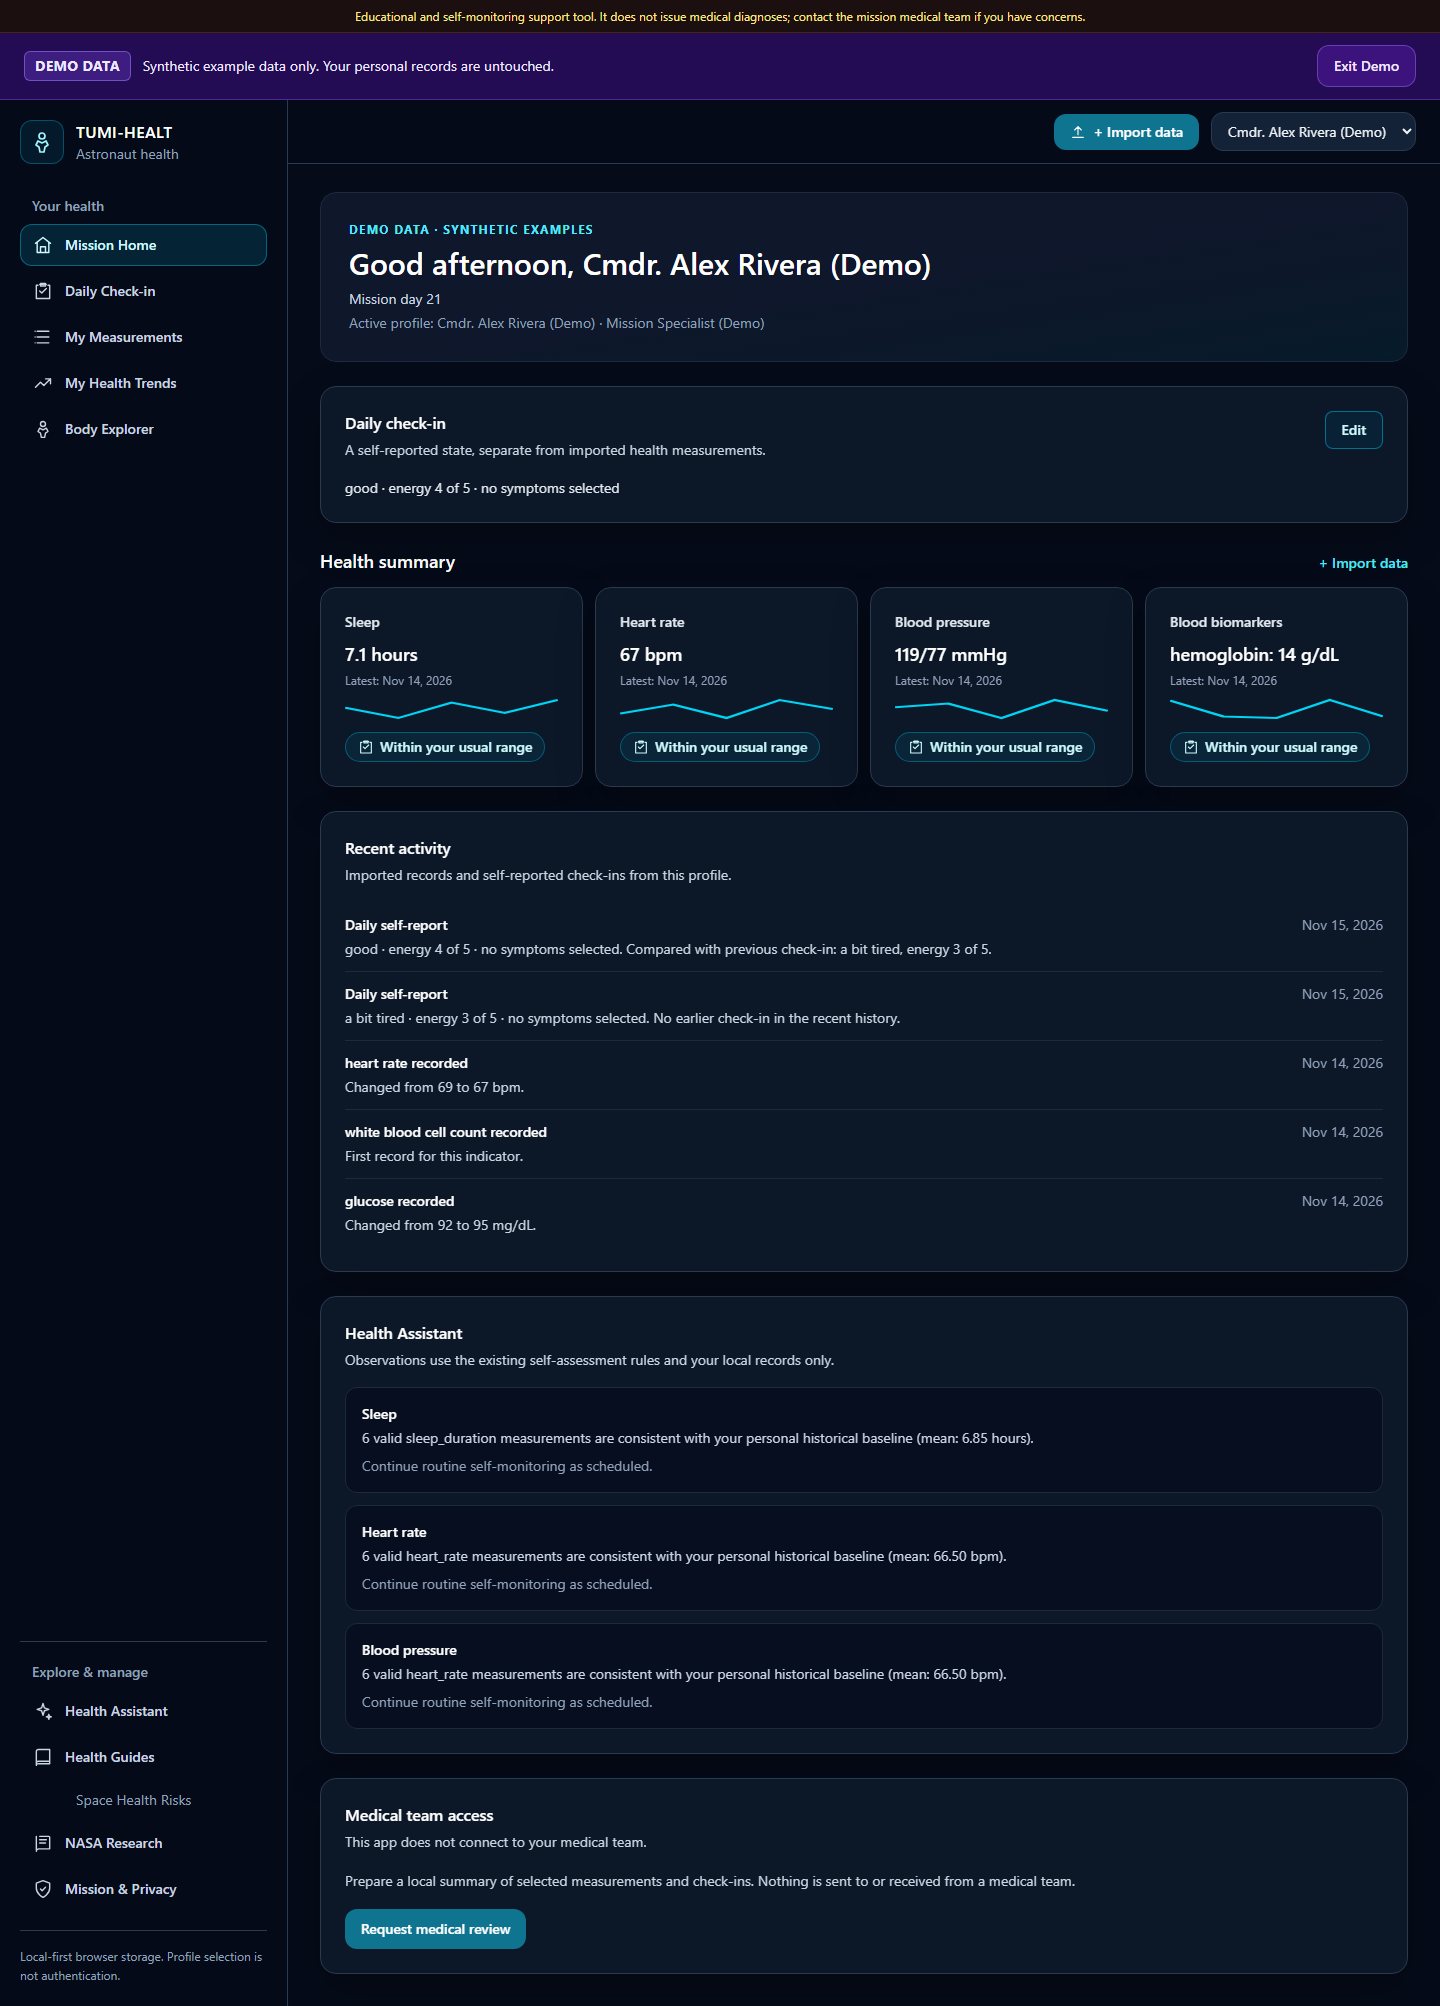 Educational and self-monitoring support tool. It does not issue medical diagnoses; contact the mission medical team if you have concerns.
DEMO DATA
Synthetic example data only. Your personal records are untouched.
Exit Demo
TUMI-HEALT
Astronaut health
+ Import data
Cmdr. Alex Rivera (Demo)
Your health
Mission Home
Daily Check-in
My Measurements
My Health Trends
Body Explorer
DEMO DATA · SYNTHETIC EXAMPLES
Good afternoon, Cmdr. Alex Rivera (Demo)
Mission day 21
Active profile: Cmdr. Alex Rivera (Demo) · Mission Specialist (Demo)
Daily check-in
A self-reported state, separate from imported health measurements.
Edit
good · energy 4 of 5 · no symptoms selected
Health summary
+ Import data
Sleep
7.1 hours
Latest: Nov 14, 2026
Within your usual range
Heart rate
67 bpm
Latest: Nov 14, 2026
Within your usual range
Blood pressure
119/77 mmHg
Latest: Nov 14, 2026
Within your usual range
Blood biomarkers
hemoglobin: 14 g/dL
Latest: Nov 14, 2026
Within your usual range
Recent activity
Imported records and self-reported check-ins from this profile.
Daily self-report
Nov 15, 2026
good · energy 4 of 5 · no symptoms selected. Compared with previous check-in: a bit tired, energy 3 of 5.
Daily self-report
Nov 15, 2026
a bit tired · energy 3 of 5 · no symptoms selected. No earlier check-in in the recent history.
heart rate recorded
Nov 14, 2026
Changed from 69 to 67 bpm.
white blood cell count recorded
Nov 14, 2026
First record for this indicator.
glucose recorded
Nov 14, 2026
Changed from 92 to 95 mg/dL.
Health Assistant
Observations use the existing self-assessment rules and your local records only.
Sleep
6 valid sleep_duration measurements are consistent with your personal historical baseline (mean: 6.85 hours).
Continue routine self-monitoring as scheduled.
Heart rate
6 valid heart_rate measurements are consistent with your personal historical baseline (mean: 66.50 bpm).
Continue routine self-monitoring as scheduled.
Blood pressure
6 valid heart_rate measurements are consistent with your personal historical baseline (mean: 66.50 bpm).
Continue routine self-monitoring as scheduled.
Medical team access
This app does not connect to your medical team.
Prepare a local summary of selected measurements and check-ins. Nothing is sent to or received from a medical team.
Request medical review
Explore & manage
Health Assistant
Health Guides
Space Health Risks
NASA Research
Mission & Privacy
Local-first browser storage. Profile selection is
not authentication.